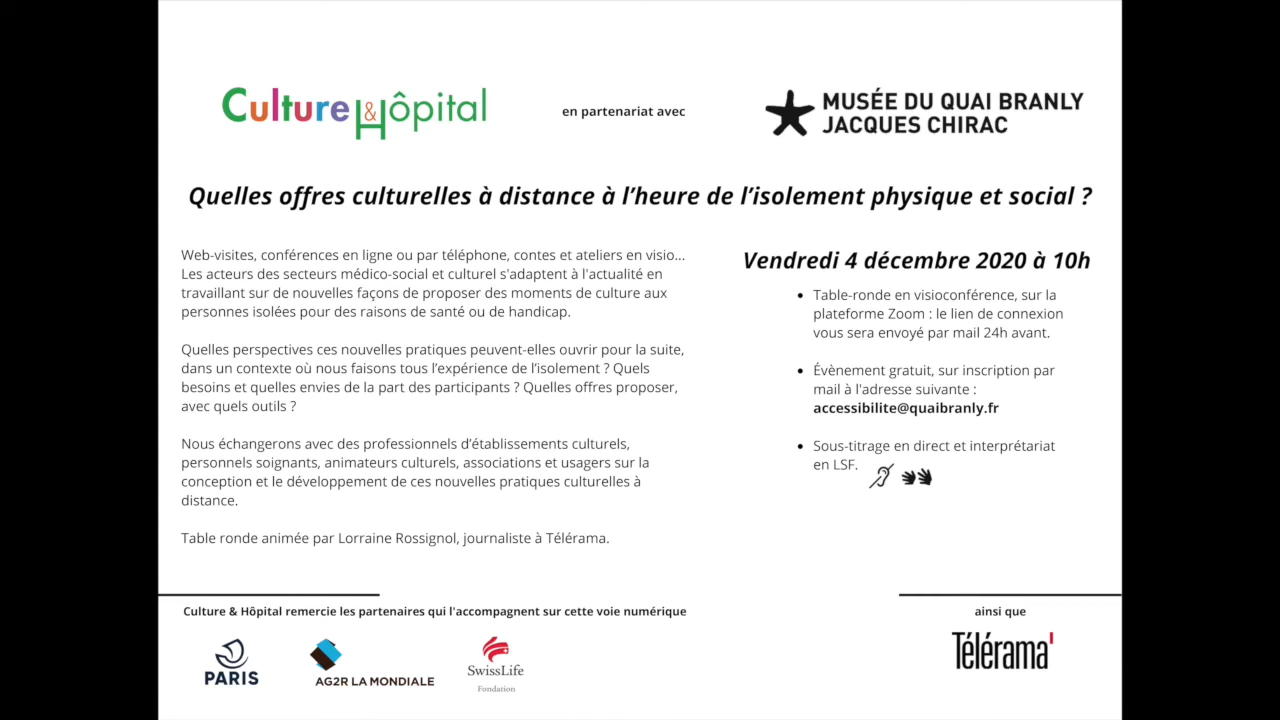 Culture & Hôpital
en partenariat avec
MUSÉE DU QUAI BRANLY
JACQUES CHIRAC
Quelles offres culturelles à distance à l’heure de l’isolement physique et social ?
Web-visites, conférences en ligne ou par téléphone, contes et ateliers en visio...
Les acteurs des secteurs médico-social et culturel s'adaptent à l'actualité en
travaillant sur de nouvelles façons de proposer des moments de culture aux
personnes isolées pour des raisons de santé ou de handicap.
Quelles perspectives ces nouvelles pratiques peuvent-elles ouvrir pour la suite,
dans un contexte où nous faisons tous l’expérience de l’isolement ? Quels
besoins et quelles envies de la part des participants ? Quelles offres proposer,
avec quels outils ?
Nous échangerons avec des professionnels d’établissements culturels,
personnels soignants, animateurs culturels, associations et usagers sur la
conception et le développement de ces nouvelles pratiques culturelles à
distance.
Table ronde animée par Lorraine Rossignol, journaliste à Télérama.
Vendredi 4 décembre 2020 à 10h
• Table-ronde en visioconférence, sur la
plateforme Zoom : le lien de connexion
vous sera envoyé par mail 24h avant.
• Évènement gratuit, sur inscription par
mail à l'adresse suivante :
accessibilite@quaibranly.fr
• Sous-titrage en direct et interprétariat
en LSF.
Culture & Hôpital remercie les partenaires qui l'accompagnent sur cette voie numérique
PARIS
AG2R LA MONDIALE
SwissLife
Fondation
ainsi que
Télérama'